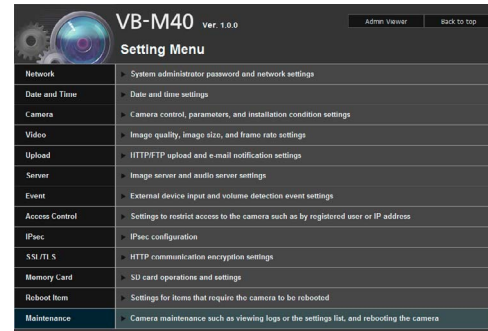 VB-M40 Ver. 1.0.0
Admin Viewer
Back to top
Setting Menu
Network
System administrator password and network settings
Date and Time
Date and time settings
Camera
Camera control, parameters, and installation condition settings
Video
Image quality, image size, and frame rate settings
Upload
HTTP/FTP upload and e-mail notification settings
Server
Image server and audio server settings
Event
External device input and volume detection event settings
Access Control
Settings to restrict access to the camera such as by registered user or IP address
IPsec
IPsec configuration
SSL/TLS
HTTP communication encryption settings
Memory Card
SD card operations and settings
Reboot Item
Settings for items that require the camera to be rebooted
Maintenance
Camera maintenance such as viewing logs or the settings list, and rebooting the camera